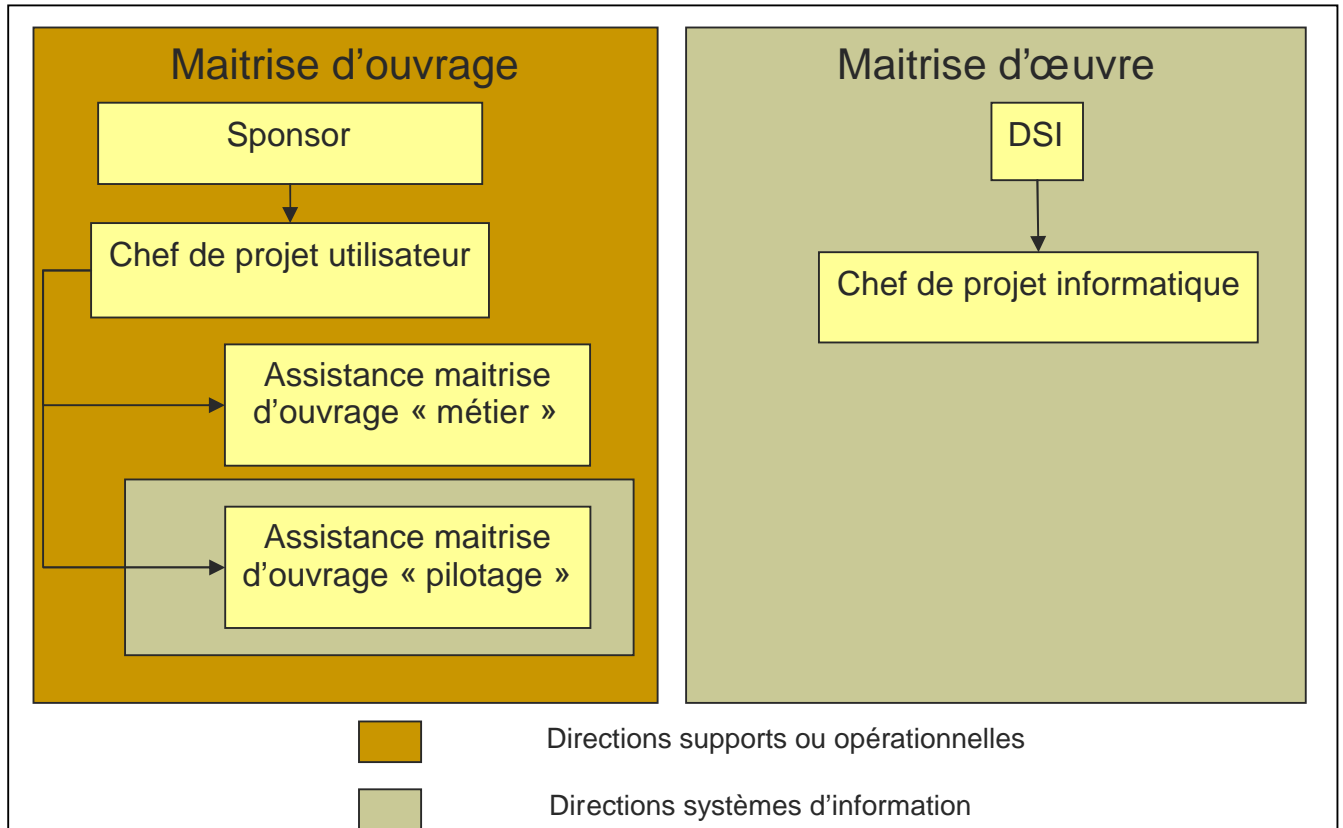 Maitrise d'ouvrage
Sponsor
Chef de projet utilisateur
Assistance maitrise
d'ouvrage « métier »
Assistance maitrise
d'ouvrage « pilotage »
Maitrise d'œuvre
DSI
Chef de projet informatique
Directions supports ou opérationnelles
Directions systèmes d'information